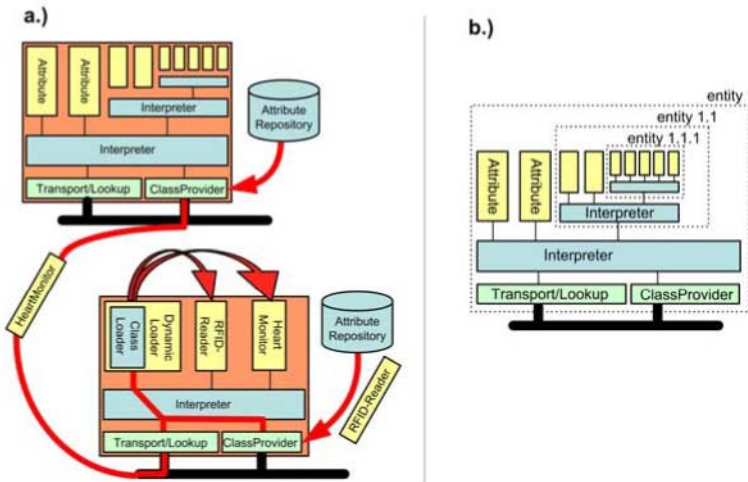 a.)
Attribute
Attribute
Interpreter
Interpreter
Transport/Lookup
ClassProvider
Attribute
Repository
HeartMonitor
Class
Loader
Dynamic
Loader
RFID-
Reader
Heart
Monitor
Interpreter
Transport/Lookup
ClassProvider
Attribute
Repository
RFID-Reader
b.)
entity
entity 1.1
entity 1.1.1
Attribute
Attribute
Interpreter
Interpreter
Transport/Lookup
ClassProvider